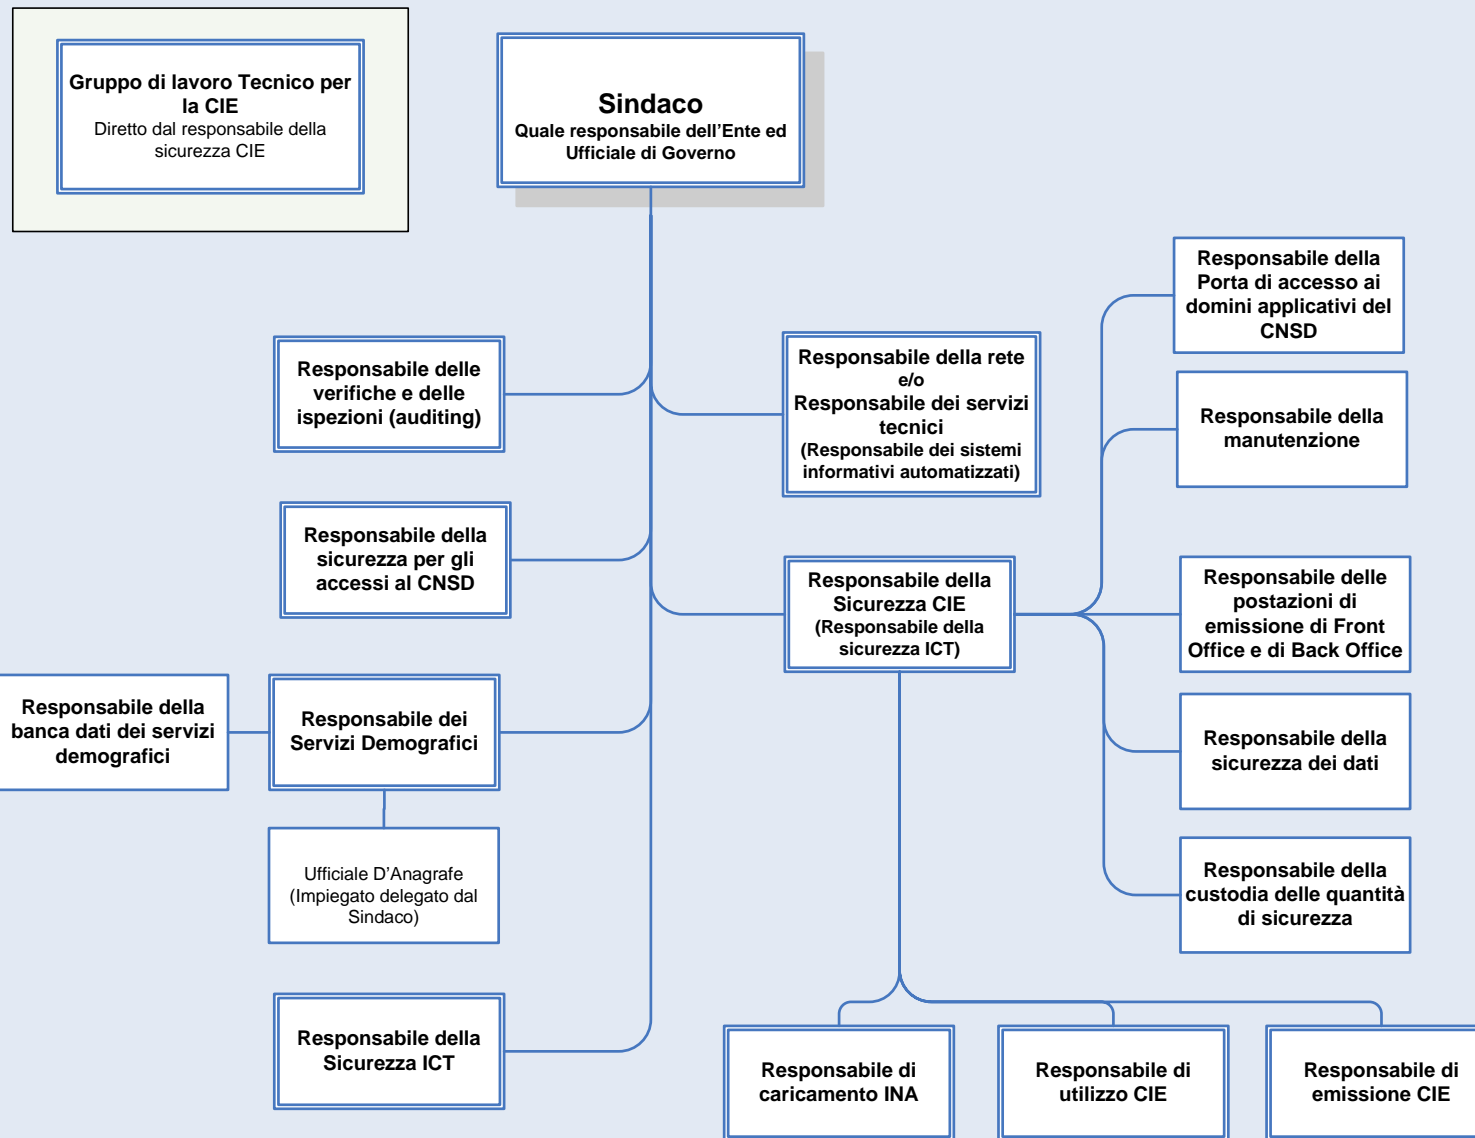 Gruppo di lavoro Tecnico per
la CIE
Diretto dal responsabile della
sicurezza CIE
Sindaco
Quale responsabile dell’Ente ed
Ufficiale di Governo
Responsabile della
Porta di accesso ai
domini applicativi del
CNSD
Responsabile delle
verifiche e delle
ispezioni (auditing)
Responsabile della rete
e/o
Responsabile dei servizi
tecnici
(Responsabile dei sistemi
informativi automatizzati)
Responsabile della
manutenzione
Responsabile della
sicurezza per gli
accessi al CNSD
Responsabile della
Sicurezza CIE
(Responsabile della
sicurezza ICT)
Responsabile delle
postazioni di
emissione di Front
Office e di Back Office
Responsabile della
banca dati dei servizi
demografici
Responsabile dei
Servizi Demografici
Responsabile della
sicurezza dei dati
Ufficiale D’Anagrafe
(Impiegato delegato dal
Sindaco)
Responsabile della
custodia delle quantità
di sicurezza
Responsabile della
Sicurezza ICT
Responsabile di
caricamento INA
Responsabile di
utilizzo CIE
Responsabile di
emissione CIE